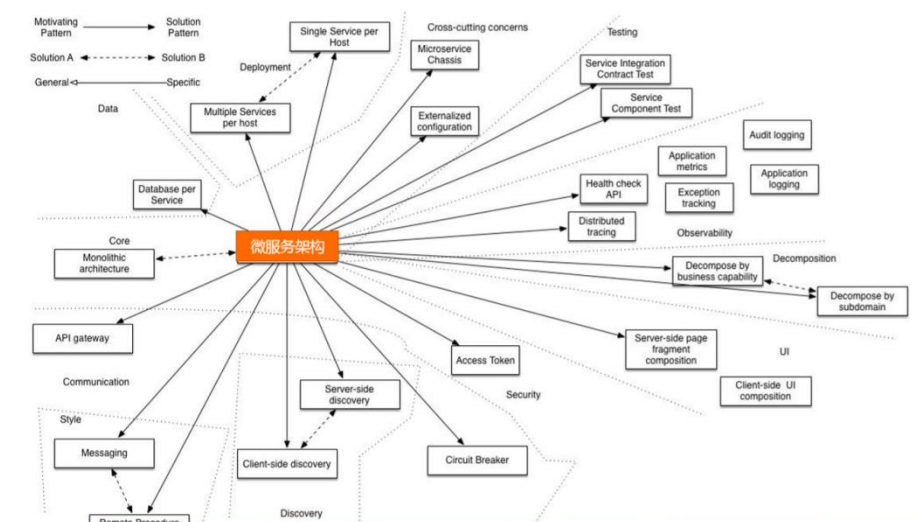 Motivating
Pattern
Solution
Pattern
Solution A
Solution B
General
Specific
Data
Deployment
Single Service per
Host
Multiple Services
per host
Cross-cutting concerns
Microservice
Chassis
Externalized
configuration
Testing
Service Integration
Contract Test
Service
Component Test
Audit logging
Application
metrics
Application
logging
Health check
API
Exception
tracking
Distributed
tracing
Observability
Database per
Service
Core
Monolithic
architecture
微服务架构
Decomposition
Decompose by
business capability
Decompose by
subdomain
API gateway
Access Token
Server-side page
fragment
composition
UI
Client-side UI
composition
Communication
Security
Server-side
discovery
Style
Messaging
Client-side discovery
Circuit Breaker
Discovery
Remote Procedure